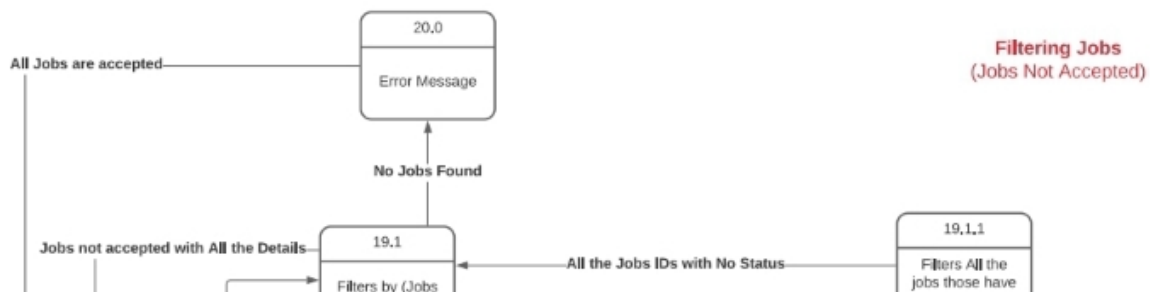 20.0
Filtering Jobs
(Jobs Not Accepted)
All Jobs are accepted
Error Message
No Jobs Found
19.1.1
19.1
Jobs not accepted with All the Details
All the Jobs IDs with No Status
Filters All the
jobs those have
Filters by (Jobs